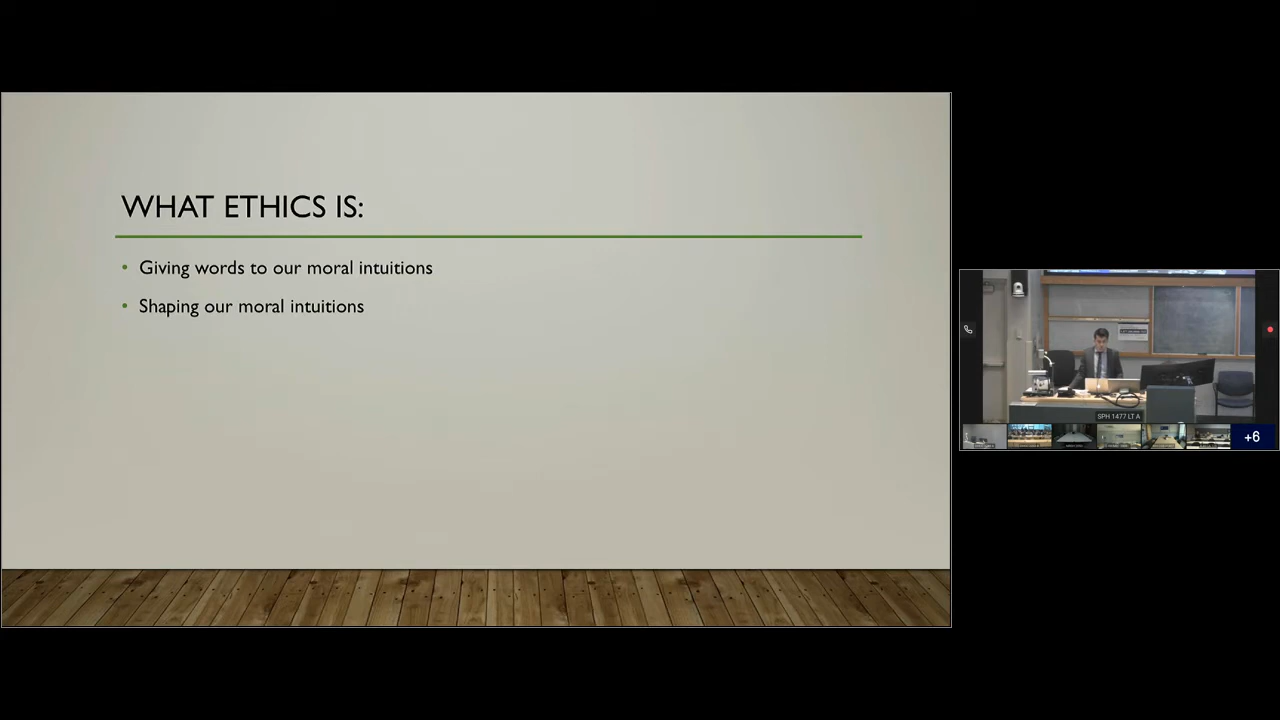 WHAT ETHICS IS:
• Giving words to our moral intuitions
• Shaping our moral intuitions
SPH 1477 LT A
+6